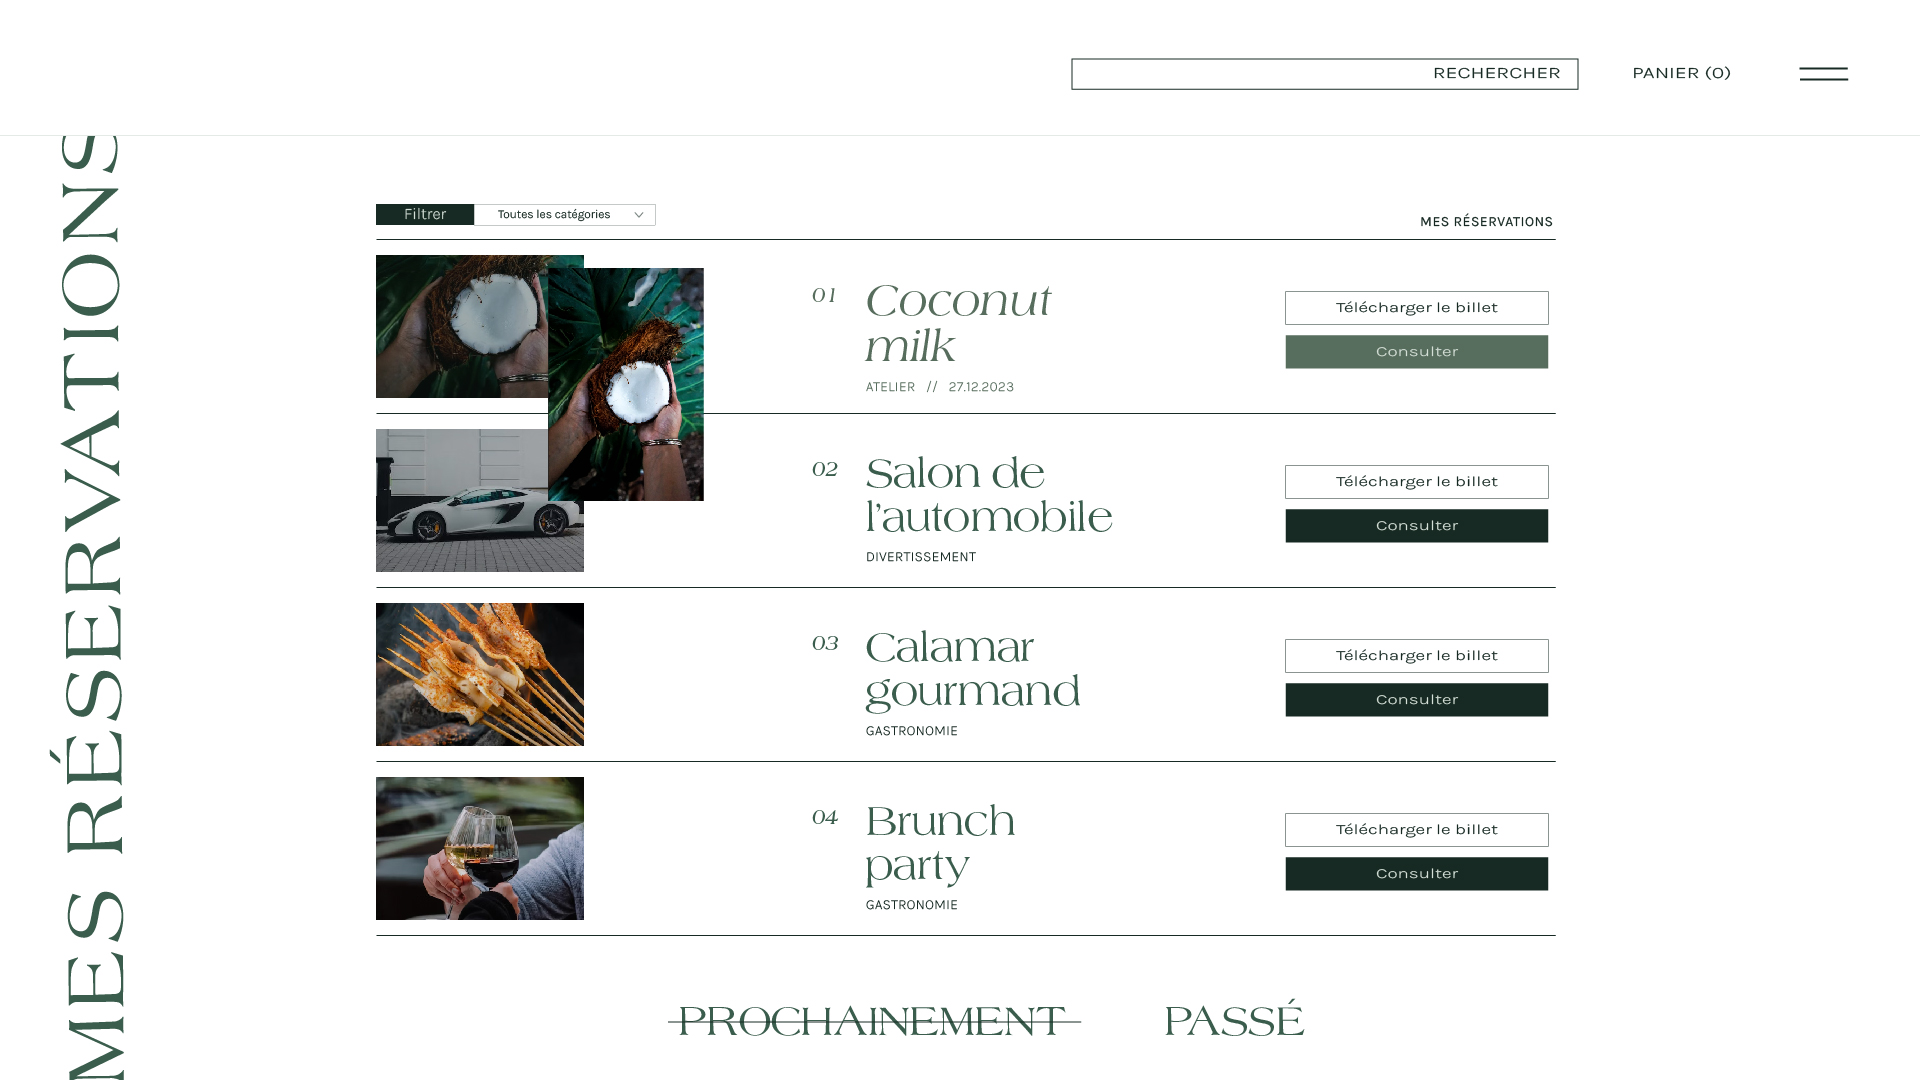 RECHERCHER
PANIER (0)
MES RÉSERVATIONS
Filtrer
Toutes les catégories
MES RÉSERVATIONS
01
Coconut
milk
ATELIER // 27.12.2023
Télécharger le billet
Consulter
02
Salon de
l’automobile
DIVERTISSEMENT
Télécharger le billet
Consulter
03
Calamar
gourmand
GASTRONOMIE
Télécharger le billet
Consulter
04
Brunch
party
GASTRONOMIE
Télécharger le billet
Consulter
PROCHAINEMENT
PASSÉ